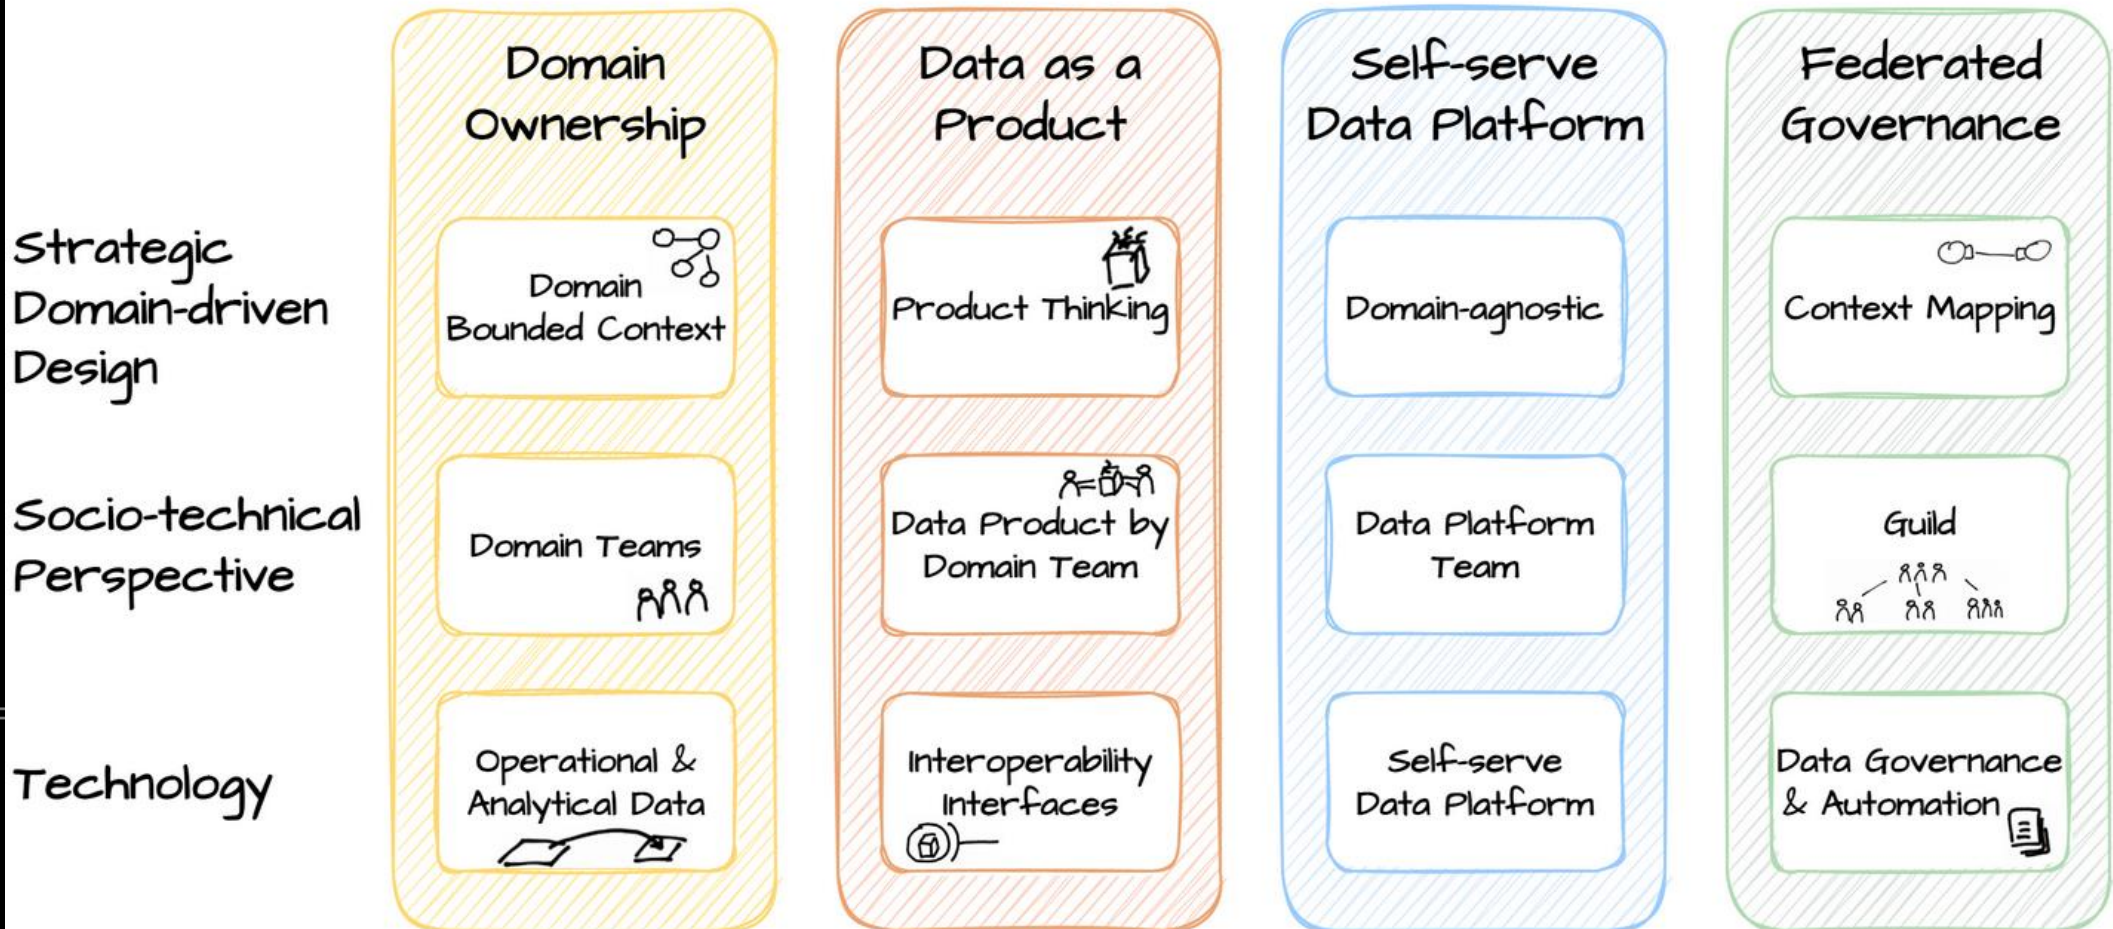 Domain
Ownership
Data as a
Product
Self-serve
Data Platform
Federated
Governance
Strategic
Domain-driven
Design
Domain
Bounded Context
Product Thinking
Domain-agnostic
Context Mapping
Socio-technical
Perspective
Domain Teams
Data Product by
Domain Team
Data Platform
Team
Guild
Technology
Operational &
Analytical Data
Interoperability
Interfaces
Self-serve
Data Platform
Data Governance
& Automation